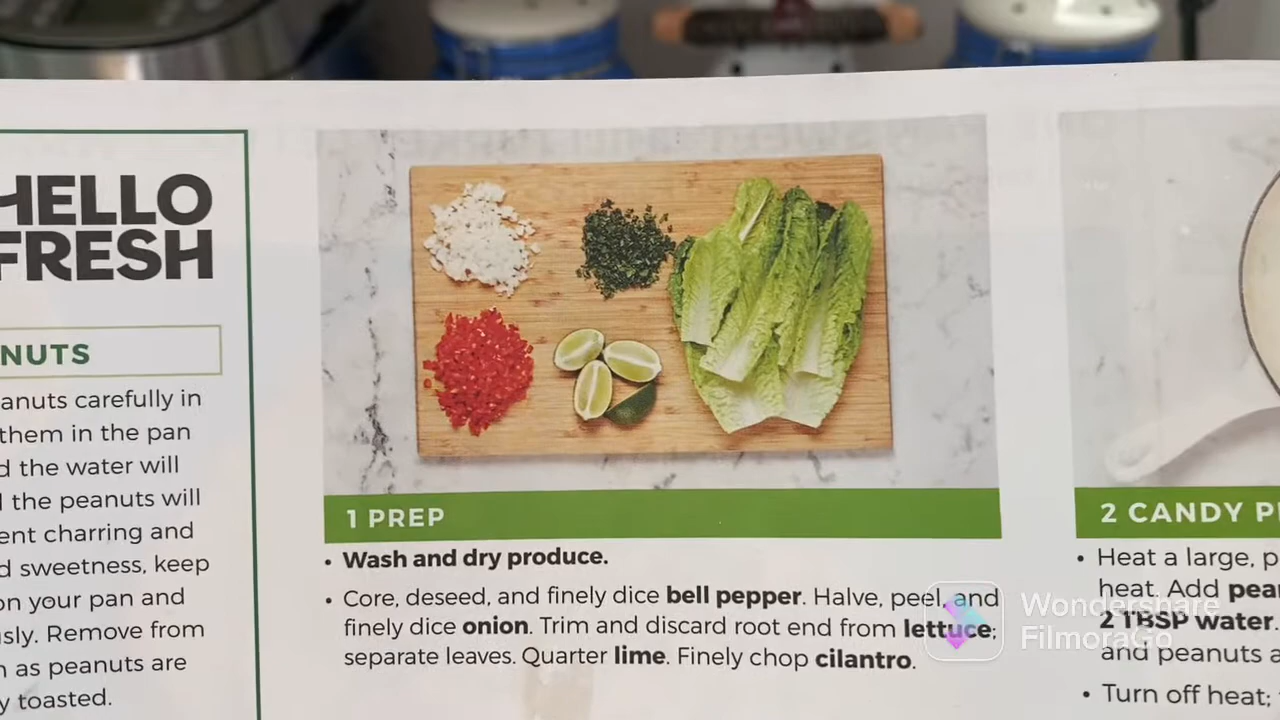 HELLO
FRESH
NUTS
carefully in
them in the pan
the water will
the peanuts will
charring and
sweetness, keep
on your pan and
Remove from
as peanuts are
toasted.
1 PREP
• Wash and dry produce.
• Core, deseed, and finely dice bell pepper. Halve, peel, and
finely dice onion. Trim and discard root end from lettuce;
separate leaves. Quarter lime. Finely chop cilantro.
2 CANDY
• Heat a large,
heat. Add
2 TBSP water.
and peanuts
• Turn off heat;
Wondershare
FilmoraGo